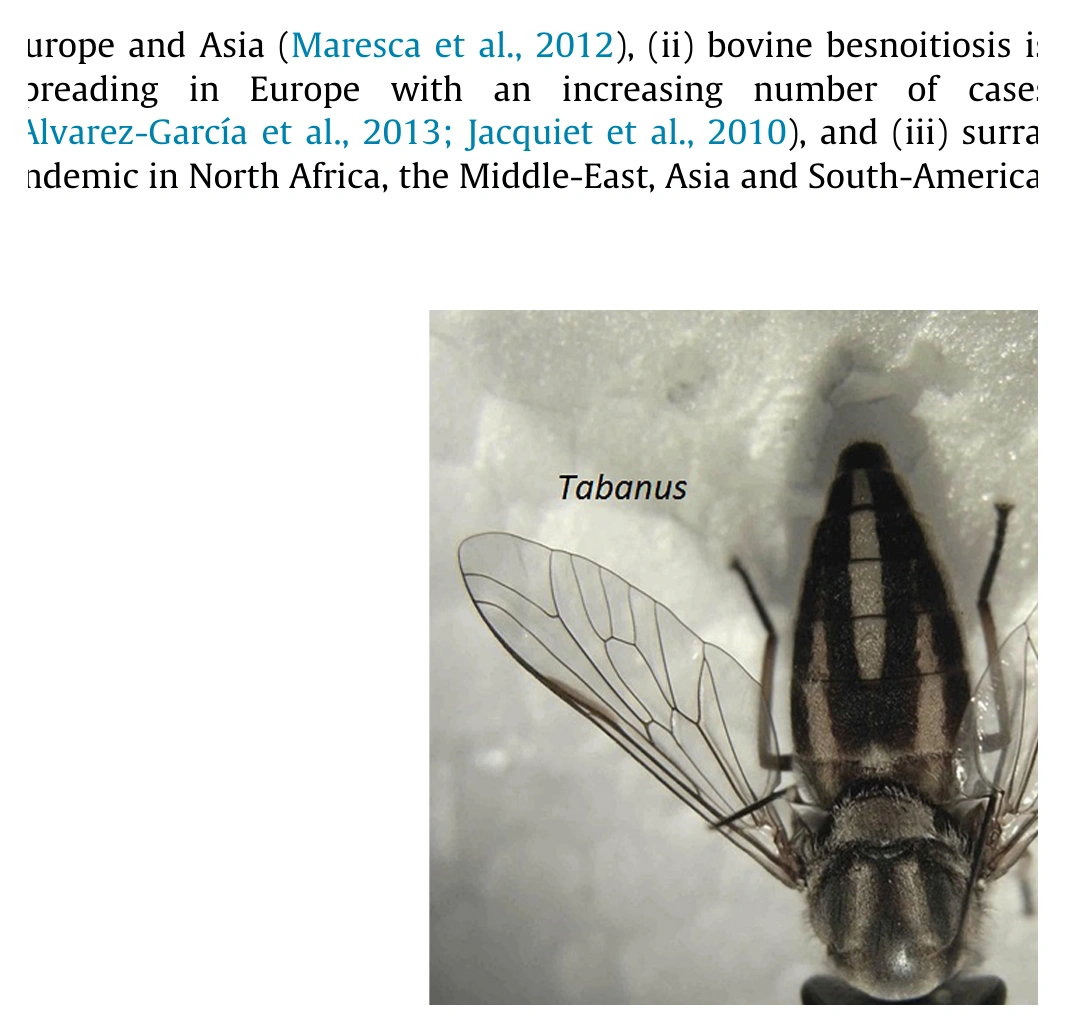 urope and Asia (Maresca et al., 2012), (ii) bovine besnoitiosis is
preading in Europe with an increasing number of cases
Alvarez-García et al., 2013; Jacquiet et al., 2010), and (iii) surra
ndemic in North Africa, the Middle-East, Asia and South-America
Tabanus